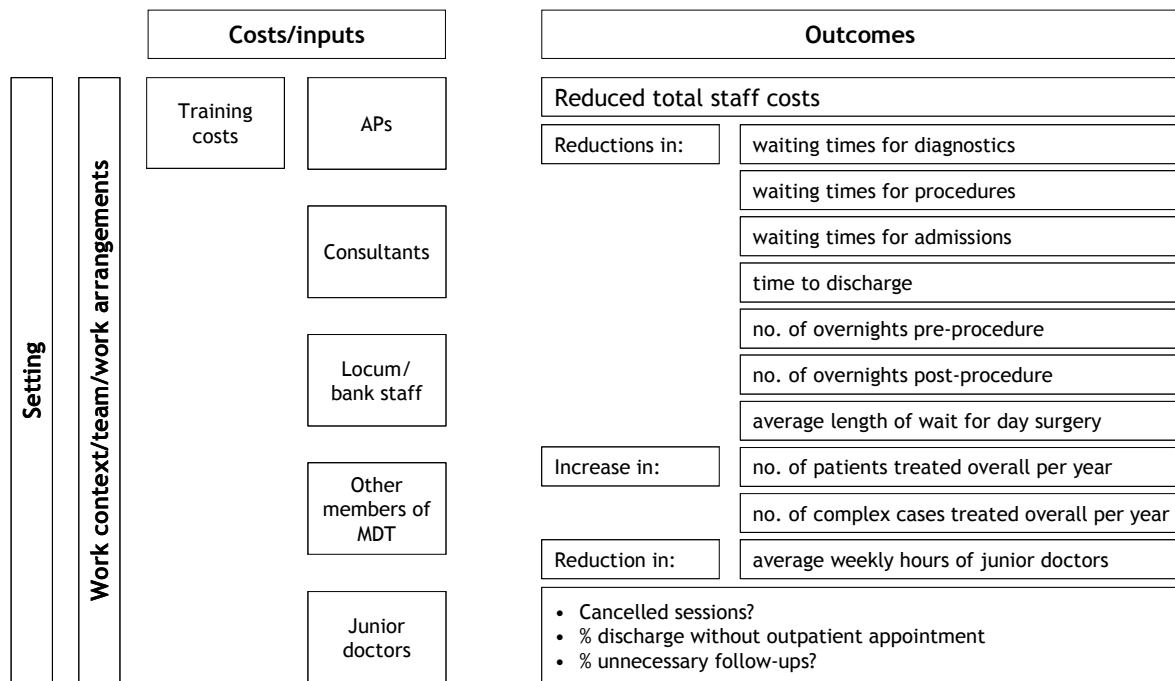 Costs/inputs
Outcomes
Setting
Work context/team/work arrangements
Training
costs
APs
Consultants
Locum/
bank staff
Other
members of
MDT
Junior
doctors
Reduced total staff costs
Reductions in:
waiting times for diagnostics
waiting times for procedures
waiting times for admissions
time to discharge
no. of overnights pre-procedure
no. of overnights post-procedure
average length of wait for day surgery
Increase in:
no. of patients treated overall per year
no. of complex cases treated overall per year
Reduction in:
average weekly hours of junior doctors
• Cancelled sessions?
• % discharge without outpatient appointment
• % unnecessary follow-ups?